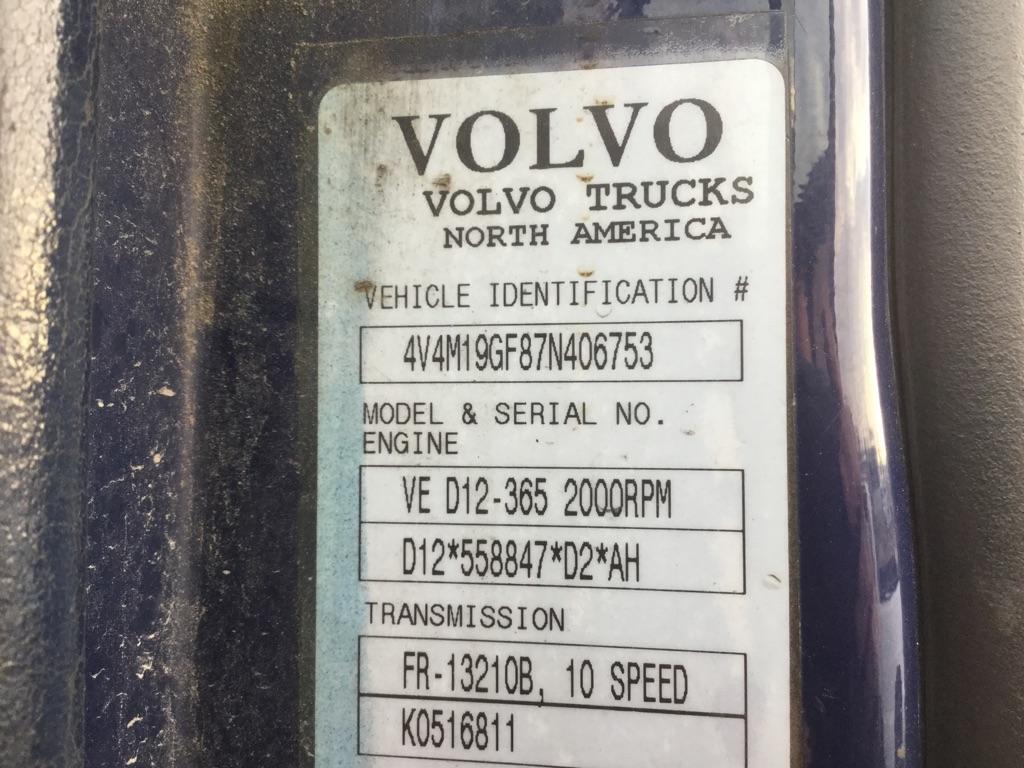 VOLVO
VOLVO TRUCKS
NORTH AMERICA
VEHICLE IDENTIFICATION #
4V4M19GF87N406753
MODEL & SERIAL NO.
ENGINE
VE D12-365 2000RPM
D12*558847*D2*AH
TRANSMISSION
FR-13210B, 10 SPEED
K0516811